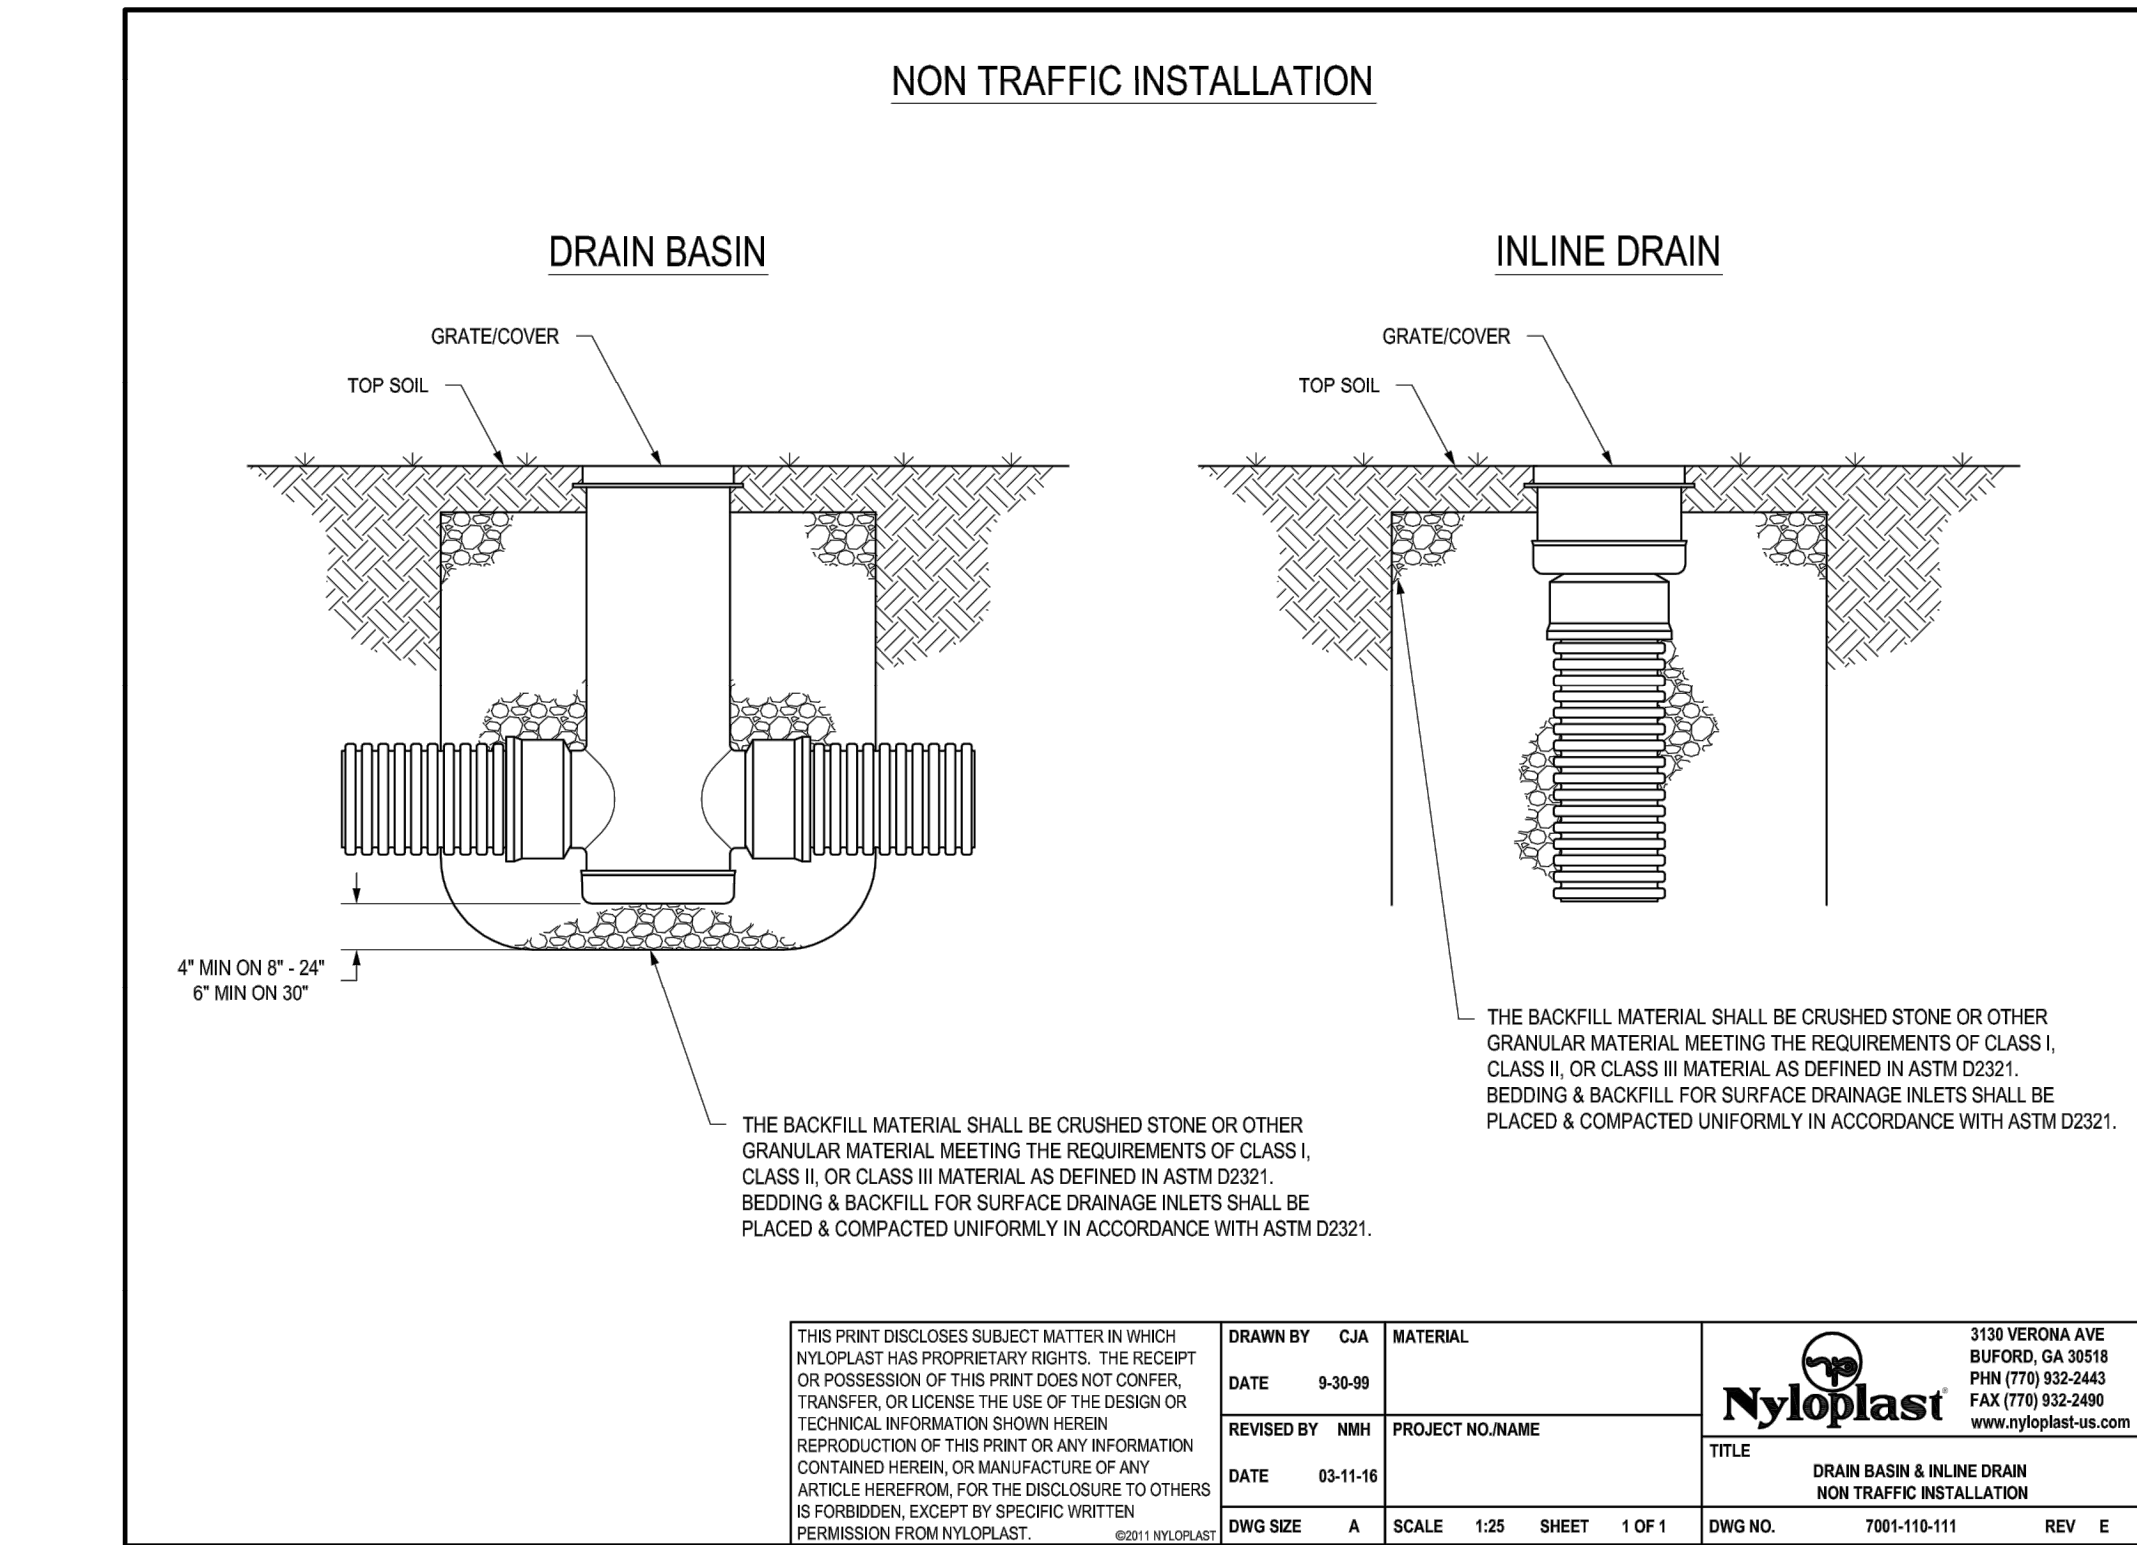 NON TRAFFIC INSTALLATION
DRAIN BASIN
GRATE/COVER
TOP SOIL
4" MIN ON 8" - 24"
6" MIN ON 30"
THE BACKFILL MATERIAL SHALL BE CRUSHED STONE OR OTHER
GRANULAR MATERIAL MEETING THE REQUIREMENTS OF CLASS I,
CLASS II, OR CLASS III MATERIAL AS DEFINED IN ASTM D2321.
BEDDING & BACKFILL FOR SURFACE DRAINAGE INLETS SHALL BE
PLACED & COMPACTED UNIFORMLY IN ACCORDANCE WITH ASTM D2321.
INLINE DRAIN
GRATE/COVER
TOP SOIL
THE BACKFILL MATERIAL SHALL BE CRUSHED STONE OR OTHER
GRANULAR MATERIAL MEETING THE REQUIREMENTS OF CLASS I,
CLASS II, OR CLASS III MATERIAL AS DEFINED IN ASTM D2321.
BEDDING & BACKFILL FOR SURFACE DRAINAGE INLETS SHALL BE
PLACED & COMPACTED UNIFORMLY IN ACCORDANCE WITH ASTM D2321.
THIS PRINT DISCLOSES SUBJECT MATTER IN WHICH
NYLOPLAST HAS PROPRIETARY RIGHTS. THE RECEIPT
OR POSSESSION OF THIS PRINT DOES NOT CONFER,
TRANSFER, OR LICENSE THE USE OF THE DESIGN OR
TECHNICAL INFORMATION SHOWN HEREIN
REPRODUCTION OF THIS PRINT OR ANY INFORMATION
CONTAINED HEREIN, OR MANUFACTURE OF ANY
ARTICLE HEREFROM, FOR THE DISCLOSURE TO OTHERS
IS FORBIDDEN, EXCEPT BY SPECIFIC WRITTEN
PERMISSION FROM NYLOPLAST. ©2011 NYLOPLAST
DRAWN BY CJA
DATE 9-30-99
REVISED BY NMH
DATE 03-11-16
DWG SIZE A
MATERIAL
PROJECT NO./NAME
SCALE 1:25 SHEET 1 OF 1
Nyloplast®
3130 VERONA AVE
BUFORD, GA 30518
PHN (770) 932-2443
FAX (770) 932-2490
www.nyloplast-us.com
TITLE
DRAIN BASIN & INLINE DRAIN
NON TRAFFIC INSTALLATION
DWG NO. 7001-110-111 REV E